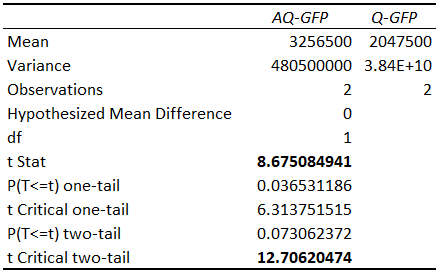 AQ-GFP Q-GFP
Mean 3256500 2047500
Variance 480500000 3.84E+10
Observations 2 2
Hypothesized Mean Difference 0
df 1
t Stat 8.675084941
P(T<=t) one-tail 0.036531186
t Critical one-tail 6.313751515
P(T<=t) two-tail 0.073062372
t Critical two-tail 12.70620474